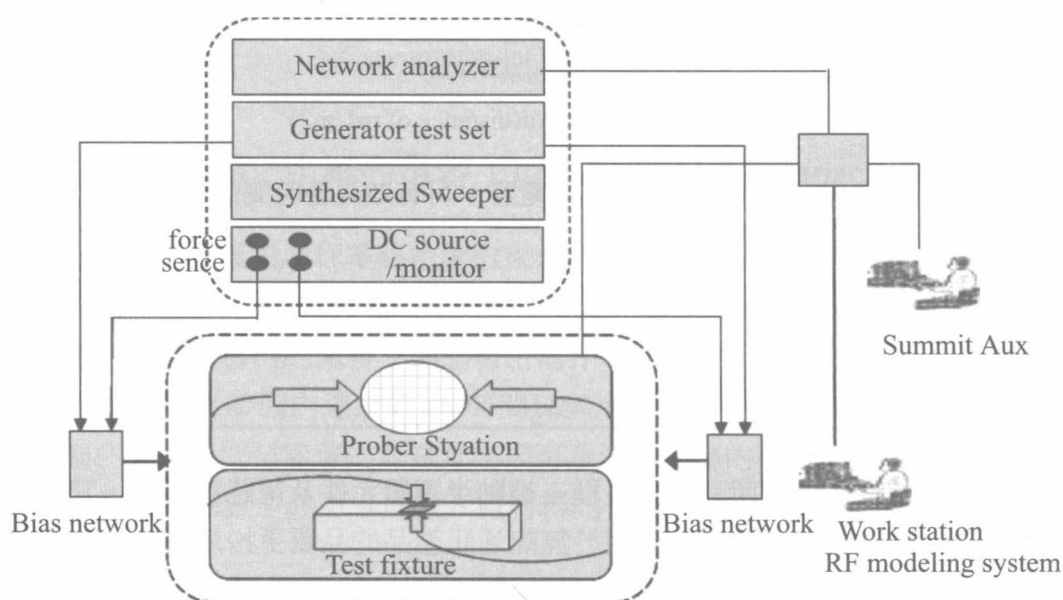 Network analyzer
Generator test set
Synthesized Sweeper
force
sence
DC source
/monitor
Summit Aux
Prober Styation
Bias network
Bias network
Test fixture
Work station
RF modeling system